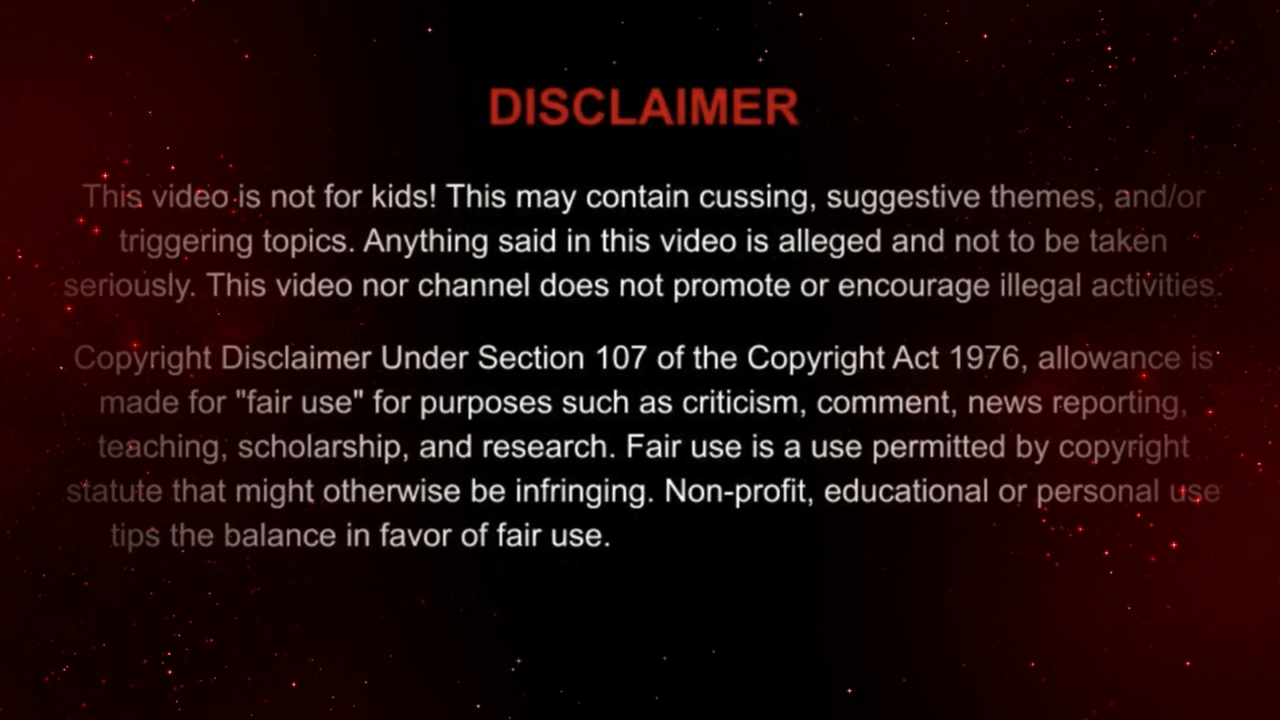 DISCLAIMER
This video is not for kids! This may contain cussing, suggestive themes, and/or
triggering topics. Anything said in this video is alleged and not to be taken
seriously. This video nor channel does not promote or encourage illegal activities.
Copyright Disclaimer Under Section 107 of the Copyright Act 1976, allowance is
made for "fair use" for purposes such as criticism, comment, news reporting,
teaching, scholarship, and research. Fair use is a use permitted by copyright
statute that might otherwise be infringing. Non-profit, educational or personal use
tips the balance in favor of fair use.